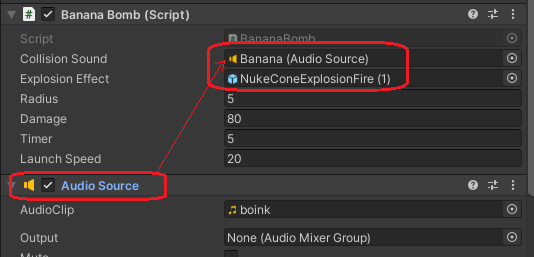 Banana Bomb (Script)
Script BananaBomb
Collision Sound Banana (Audio Source)
Explosion Effect NukeConeExplosionFire (1)
Radius 5
Damage 80
Timer 5
Launch Speed 20
Audio Source
AudioClip boink
Output None (Audio Mixer Group)
Mute